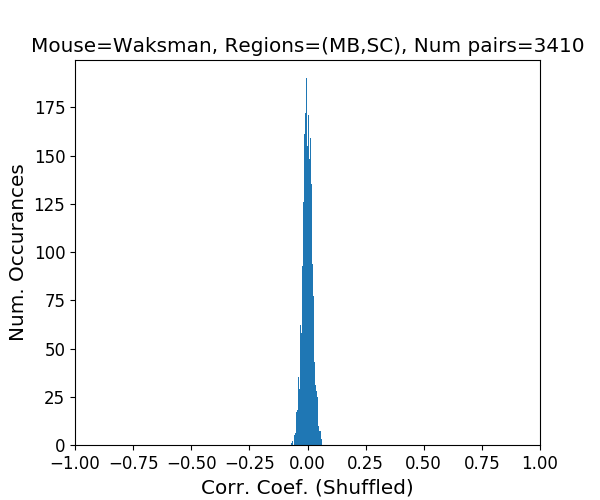 Mouse=Waksman, Regions=(MB,SC), Num pairs=3410
Num. Occurances
175
150
125
100
75
50
25
0
−1.00 −0.75 −0.50 −0.25 0.00 0.25 0.50 0.75 1.00
Corr. Coef. (Shuffled)